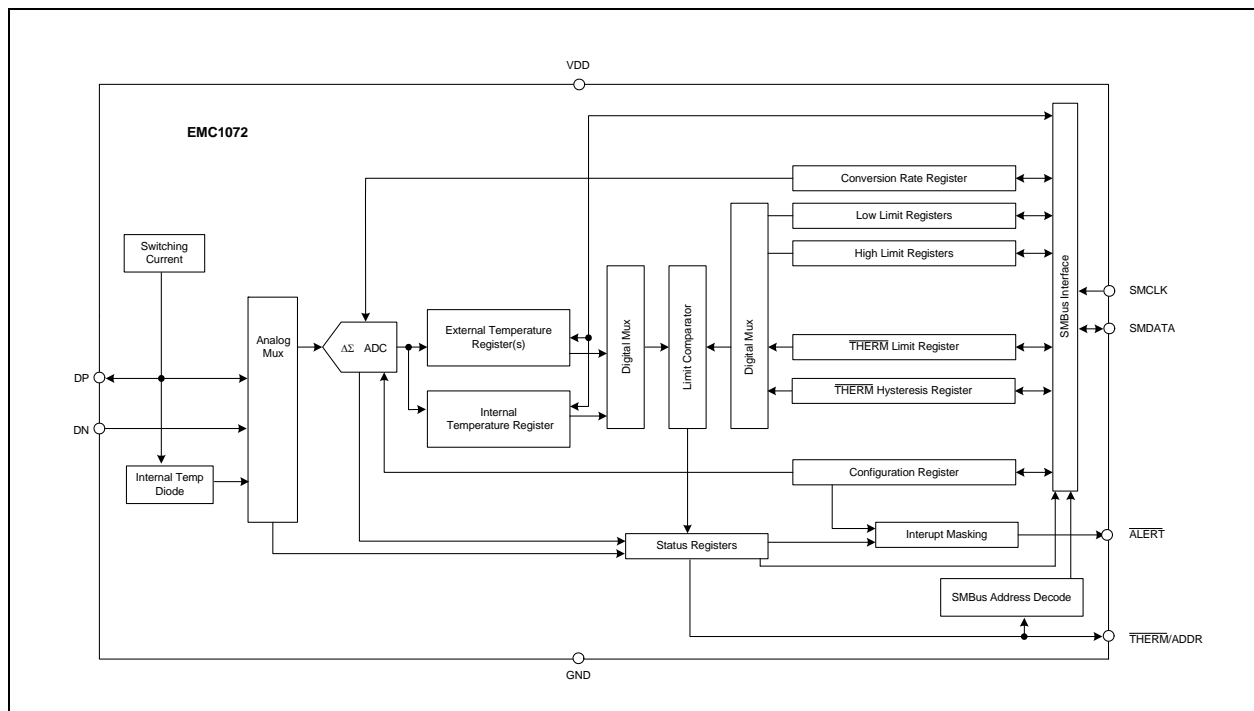 VDD
EMC1072
Conversion Rate Register
Low Limit Registers
Switching
Current
High Limit Registers
SMBus Interface
SMCLK
Analog
Mux
ΔΣ ADC
External Temperature
Register(s)
Digital Mux
Limit Comparator
Digital Mux
THERM Limit Register
SMDATA
DP
THERM Hysteresis Register
DN
Internal
Temperature Register
Internal Temp
Diode
Configuration Register
Status Registers
Interupt Masking
ALERT
SMBus Address Decode
THERM/ADDR
GND